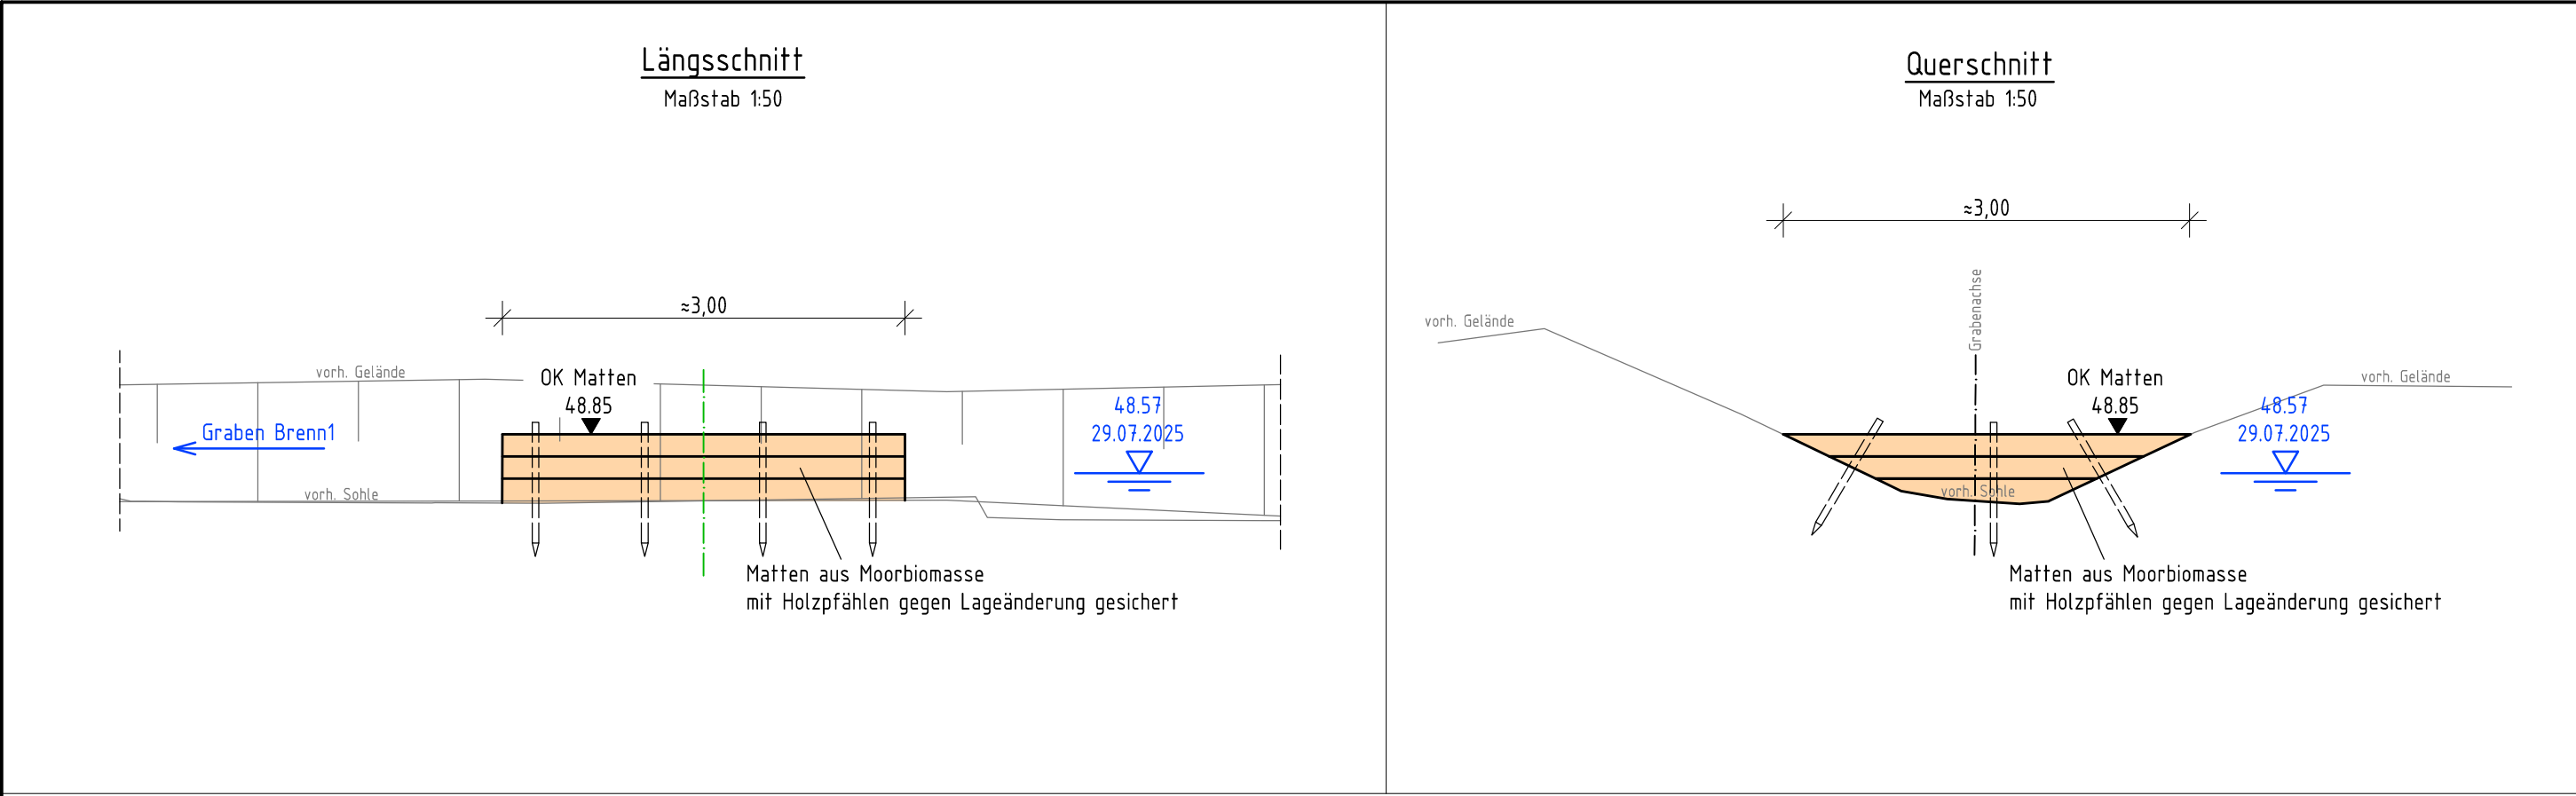 Längsschnitt
Maßstab 1:50
≈3,00
vorh. Gelände
OK Matten
48.85
Graben Brenn1
48.57
29.07.2025
vorh. Sohle
Matten aus Moorbiomasse
mit Holzpfählen gegen Lageänderung gesichert
Querschnitt
Maßstab 1:50
≈3,00
Grabenachse
vorh. Gelände
OK Matten
48.85
vorh. Gelände
48.57
29.07.2025
vorh. Sohle
Matten aus Moorbiomasse
mit Holzpfählen gegen Lageänderung gesichert